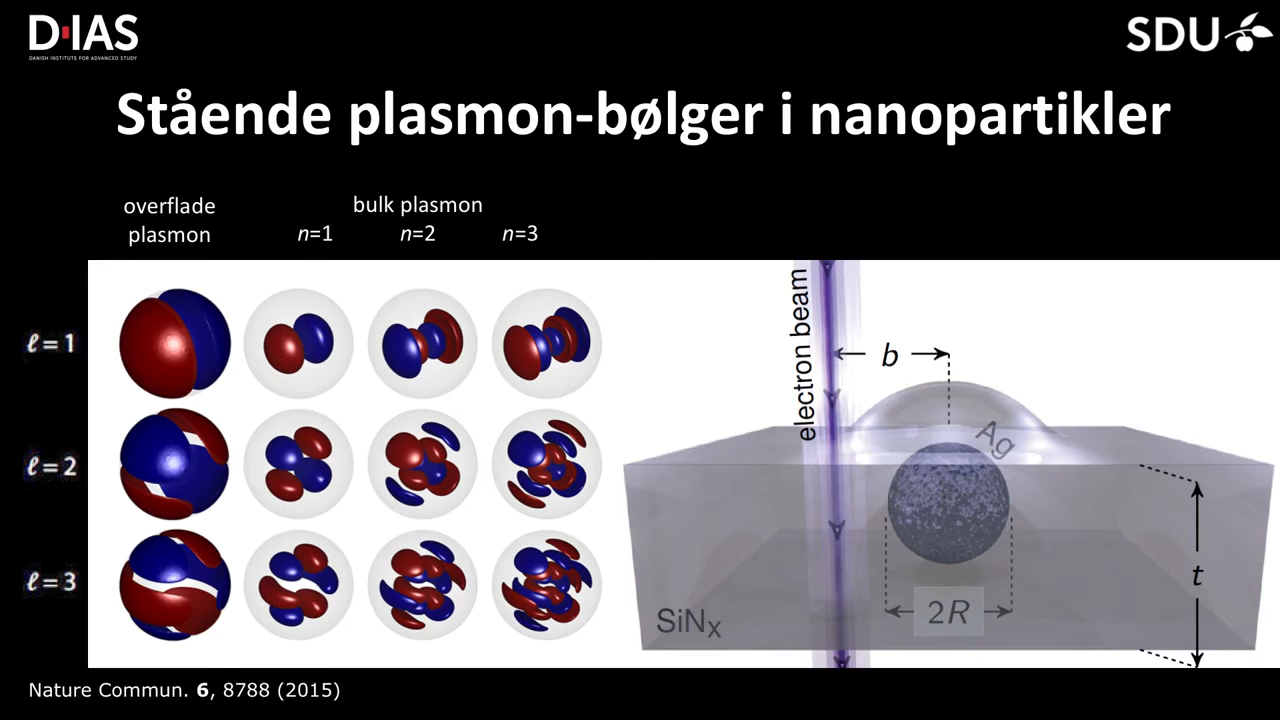 D·IAS
DANISH INSTITUTE FOR ADVANCED STUDY
SDU
Stående plasmon-bølger i nanopartikler
overflade
plasmon
bulk plasmon
n=1
n=2
n=3
ℓ = 1
ℓ = 2
ℓ = 3
electron beam
b
Ag
2R
t
SiNx
Nature Commun. 6, 8788 (2015)